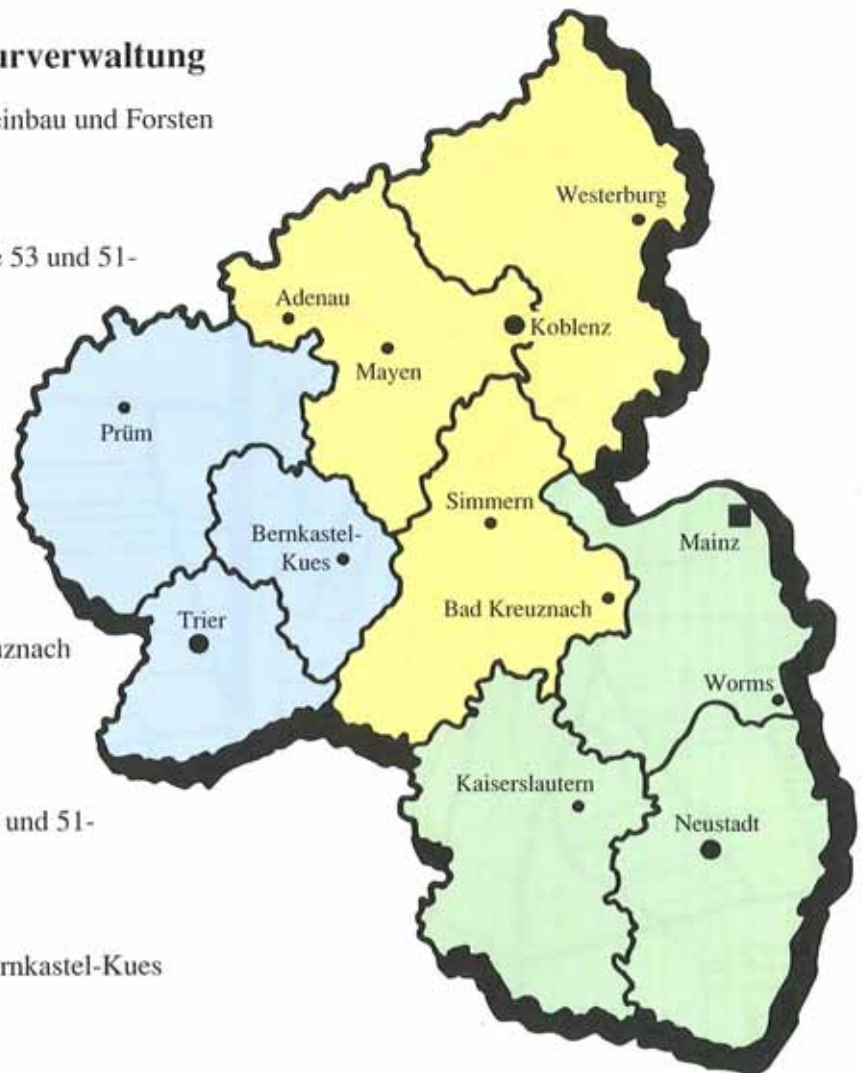 urverwaltung
einbau und Forsten
e 53 und 51-
uznach
und 51-
rnkastel-Kues
Westerburg
Adenau
Koblenz
Mayen
Prüm
Simmern
Bernkastel-
Kues
Mainz
Bad Kreuznach
Trier
Worms
Kaiserslautern
Neustadt